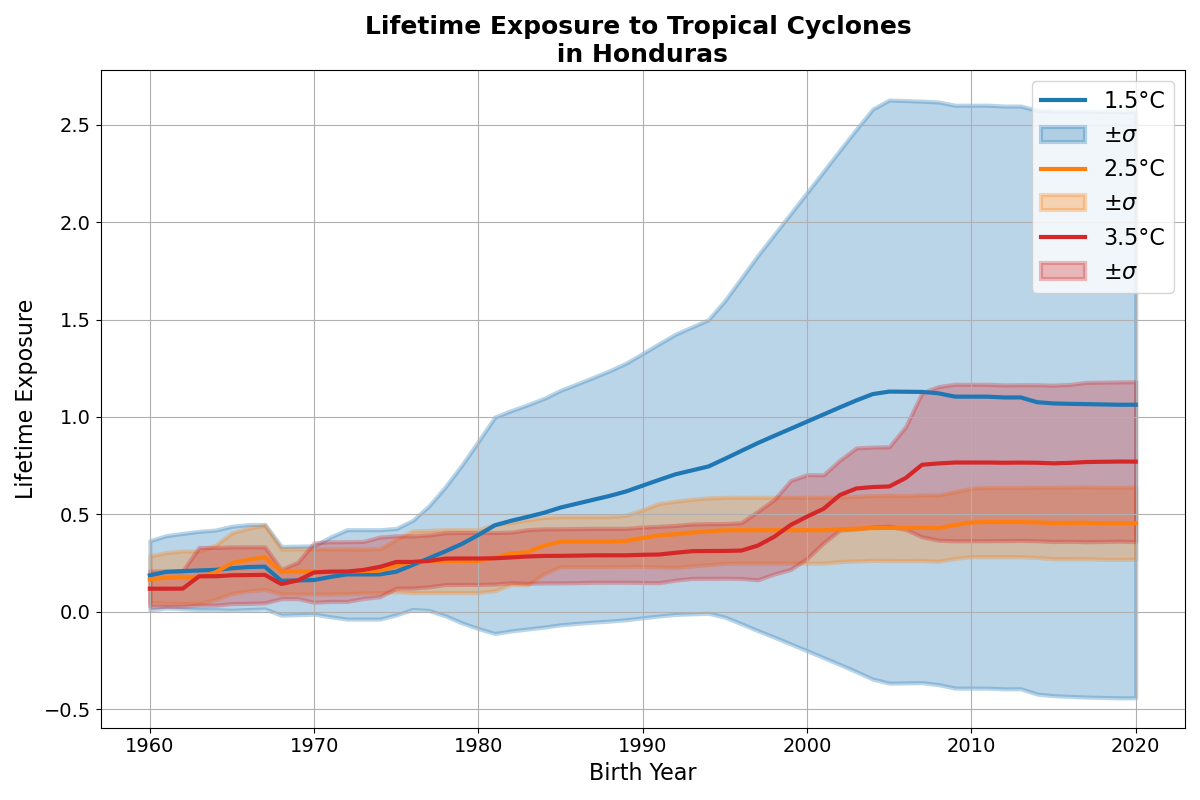 Lifetime Exposure to Tropical Cyclones
in Honduras
1.5°C
±σ
2.5°C
±σ
3.5°C
±σ
Lifetime Exposure
2.5
2.0
1.5
1.0
0.5
0.0
−0.5
1960
1970
1980
1990
2000
2010
2020
Birth Year